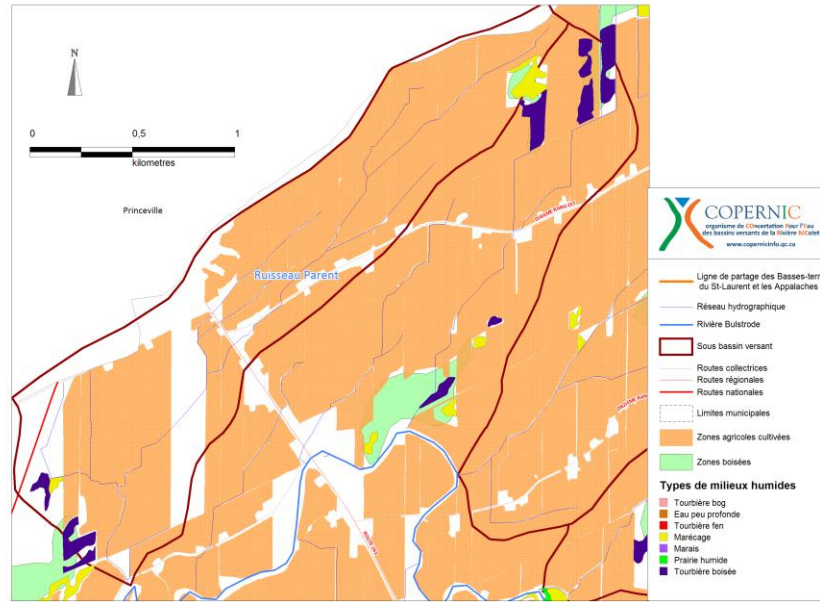 N
0 0,5 1
kilometres
Princeville
Ruisseau Parent
COPERNIC
organisme de COncertation Pour l'Eau
des bassins versants de la Rivière NIColet
www.copernicinfo.qc.ca
Ligne de partage des Basses-terr
du St-Laurent et les Appalaches
Réseau hydrographique
Rivière Bulstrode
Sous bassin versant
Routes collectrices
Routes régionales
Routes nationales
Limites municipales
Zones agricoles cultivées
Zones boisées
Types de milieux humides
Tourbière bog
Eau peu profonde
Tourbière fen
Marécage
Marais
Prairie humide
Tourbière boisée